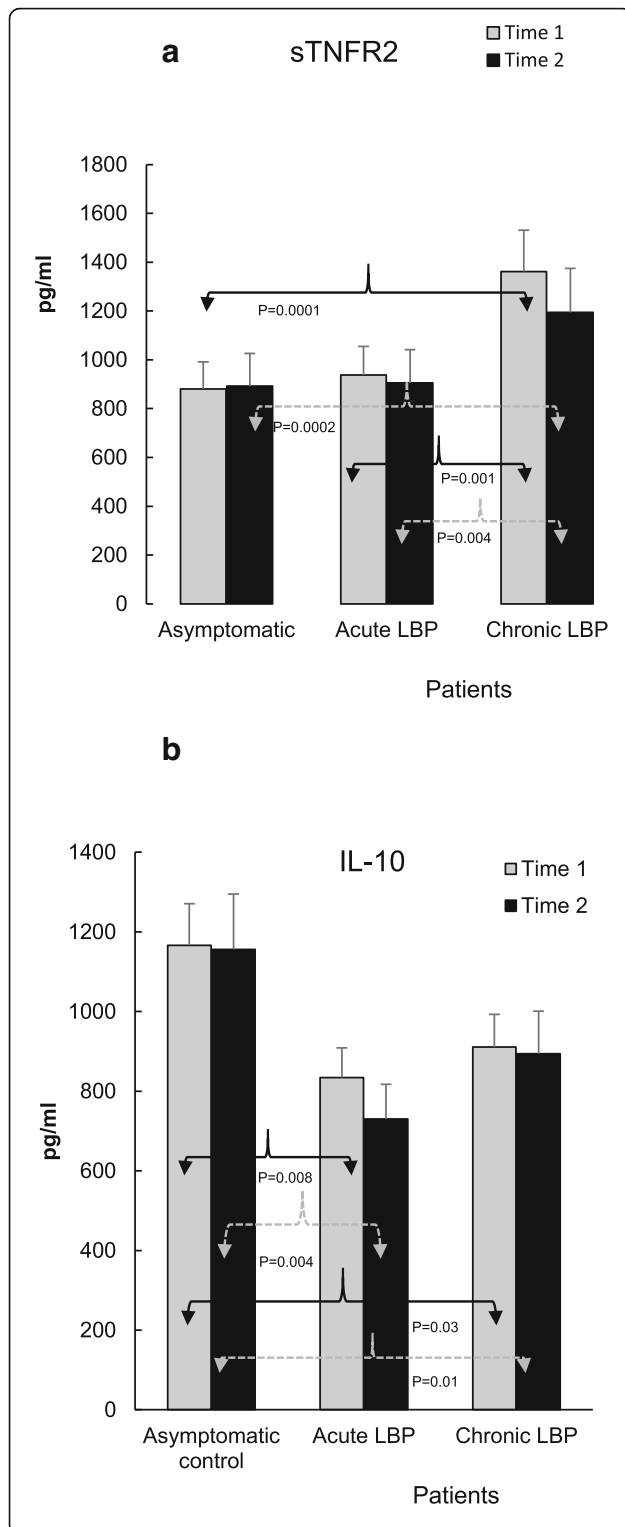 a
sTNFR2
Time 1
Time 2
pg/ml
1800
1600
1400
1200
1000
800
600
400
200
0
P=0.0001
P=0.0002
P=0.001
P=0.004
Asymptomatic
Acute LBP
Chronic LBP
Patients
b
IL-10
Time 1
Time 2
pg/ml
1400
1200
1000
800
600
400
200
0
P=0.008
P=0.004
P=0.03
P=0.01
Asymptomatic
control
Acute LBP
Chronic LBP
Patients